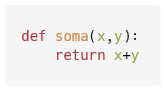 def soma(x,y):
    return x+y